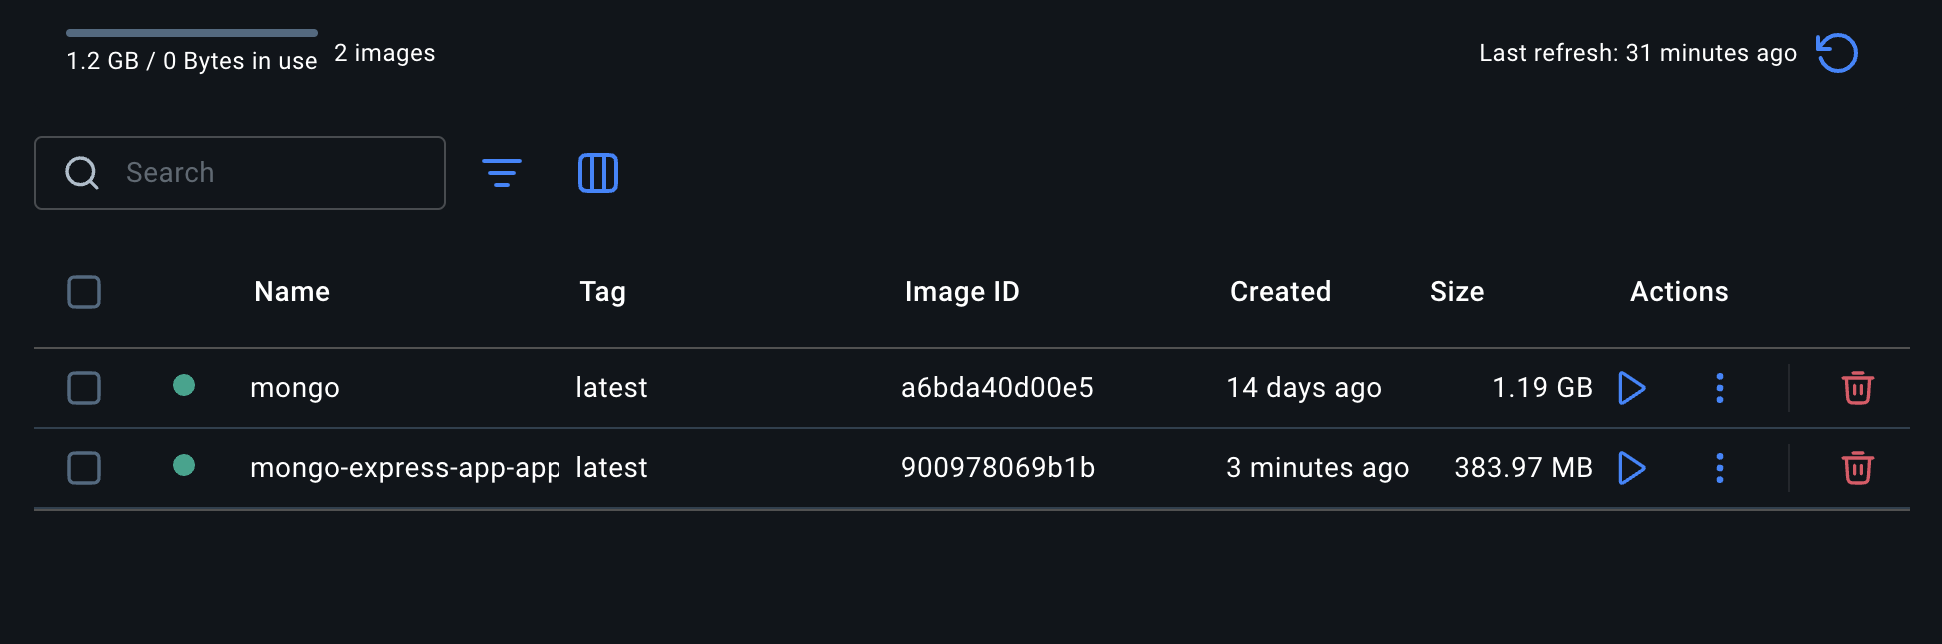 1.2 GB / 0 Bytes in use 2 images Last refresh: 31 minutes ago
Search
Name Tag Image ID Created Size Actions
mongo latest a6bda40d00e5 14 days ago 1.19 GB
mongo-express-app-app latest 900978069b1b 3 minutes ago 383.97 MB